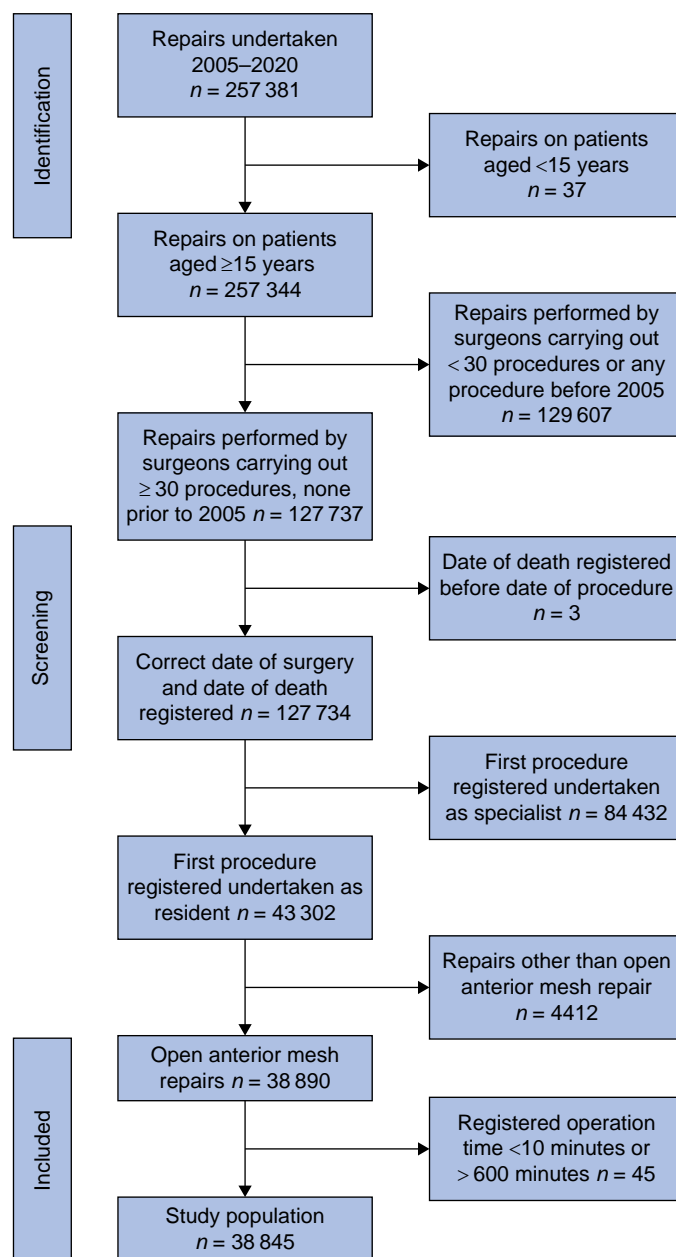 Identification
Repairs undertaken
2005–2020
n = 257 381
Repairs on patients
aged <15 years
n = 37
Repairs on patients
aged ≥15 years
n = 257 344
Repairs performed by
surgeons carrying out
< 30 procedures or any
procedure before 2005
n = 129 607
Repairs performed by
surgeons carrying out
≥ 30 procedures, none
prior to 2005 n = 127 737
Screening
Date of death registered
before date of procedure
n = 3
Correct date of surgery
and date of death
registered n = 127 734
First procedure
registered undertaken
as specialist n = 84 432
First procedure
registered undertaken as
resident n = 43 302
Repairs other than open
anterior mesh repair
n = 4412
Included
Open anterior mesh
repairs n = 38 890
Registered operation
time <10 minutes or
> 600 minutes n = 45
Study population
n = 38 845